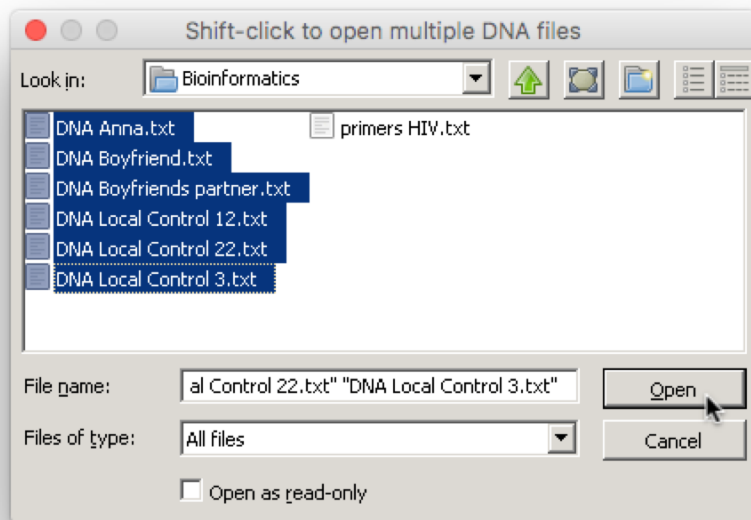 Shift-click to open multiple DNA files
Look in:
Bioinformatics
DNA Anna.txt
primers HIV.txt
DNA Boyfriend.txt
DNA Boyfriends partner.txt
DNA Local Control 12.txt
DNA Local Control 22.txt
DNA Local Control 3.txt
File name:
al Control 22.txt" "DNA Local Control 3.txt"
Open
Files of type:
All files
Cancel
Open as read-only